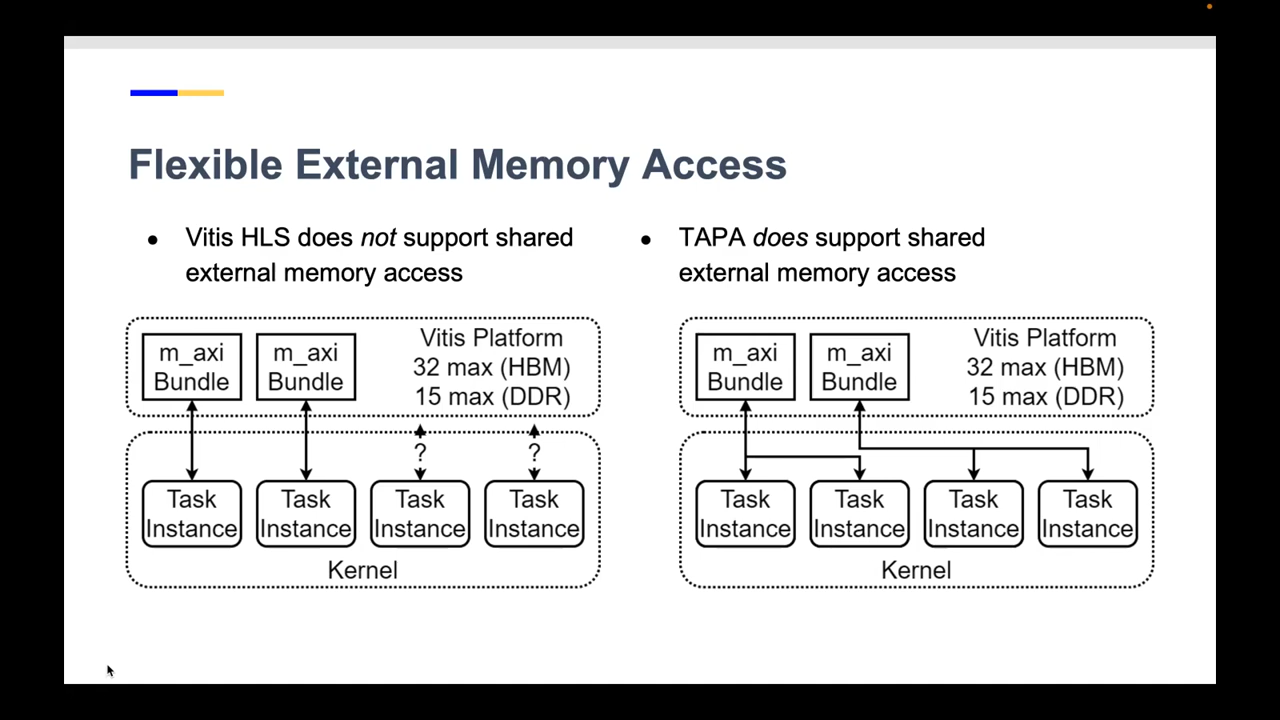 Flexible External Memory Access
● Vitis HLS does not support shared
external memory access
m_axi
Bundle
m_axi
Bundle
Vitis Platform
32 max (HBM)
15 max (DDR)
?
?
Task
Instance
Task
Instance
Task
Instance
Task
Instance
Kernel
● TAPA does support shared
external memory access
m_axi
Bundle
m_axi
Bundle
Vitis Platform
32 max (HBM)
15 max (DDR)
Task
Instance
Task
Instance
Task
Instance
Task
Instance
Kernel